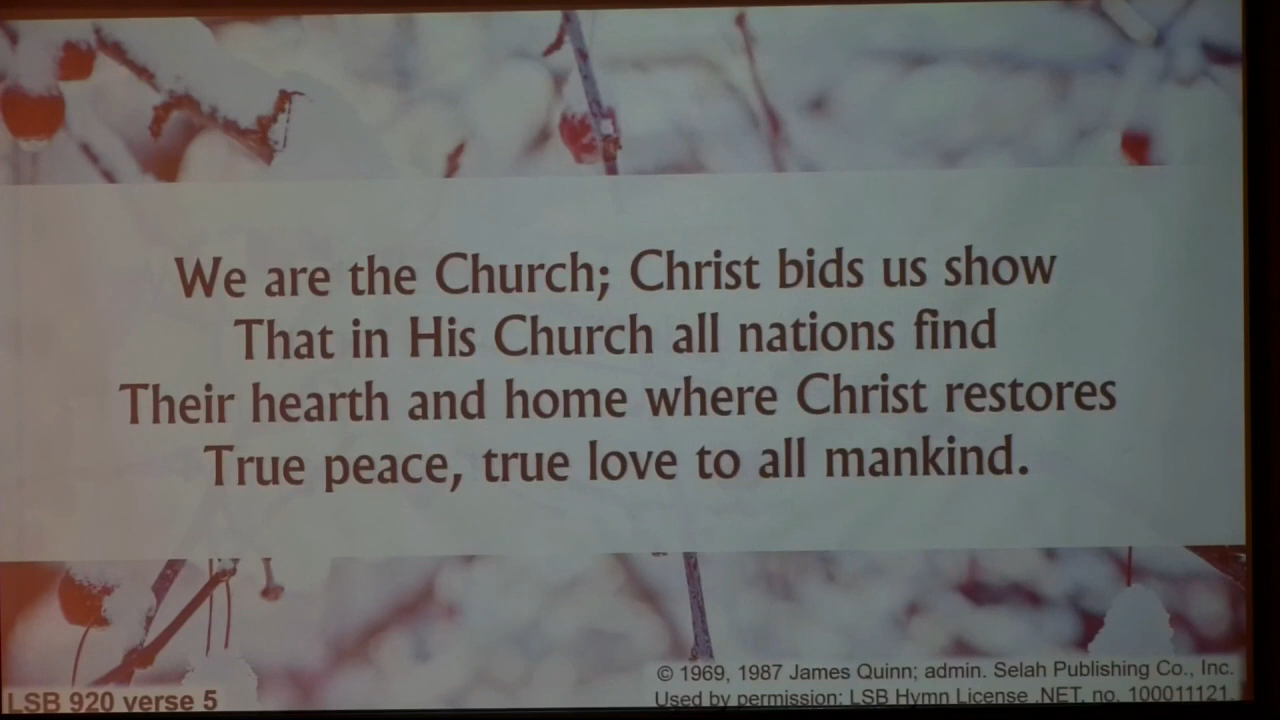 We are the Church; Christ bids us show
That in His Church all nations find
Their hearth and home where Christ restores
True peace, true love to all mankind.
© 1969, 1987 James Quinn; admin. Selah Publishing Co., Inc.
LSB 920 verse 5
Used by permission: LSB Hymn License .NET, no. 100011121.